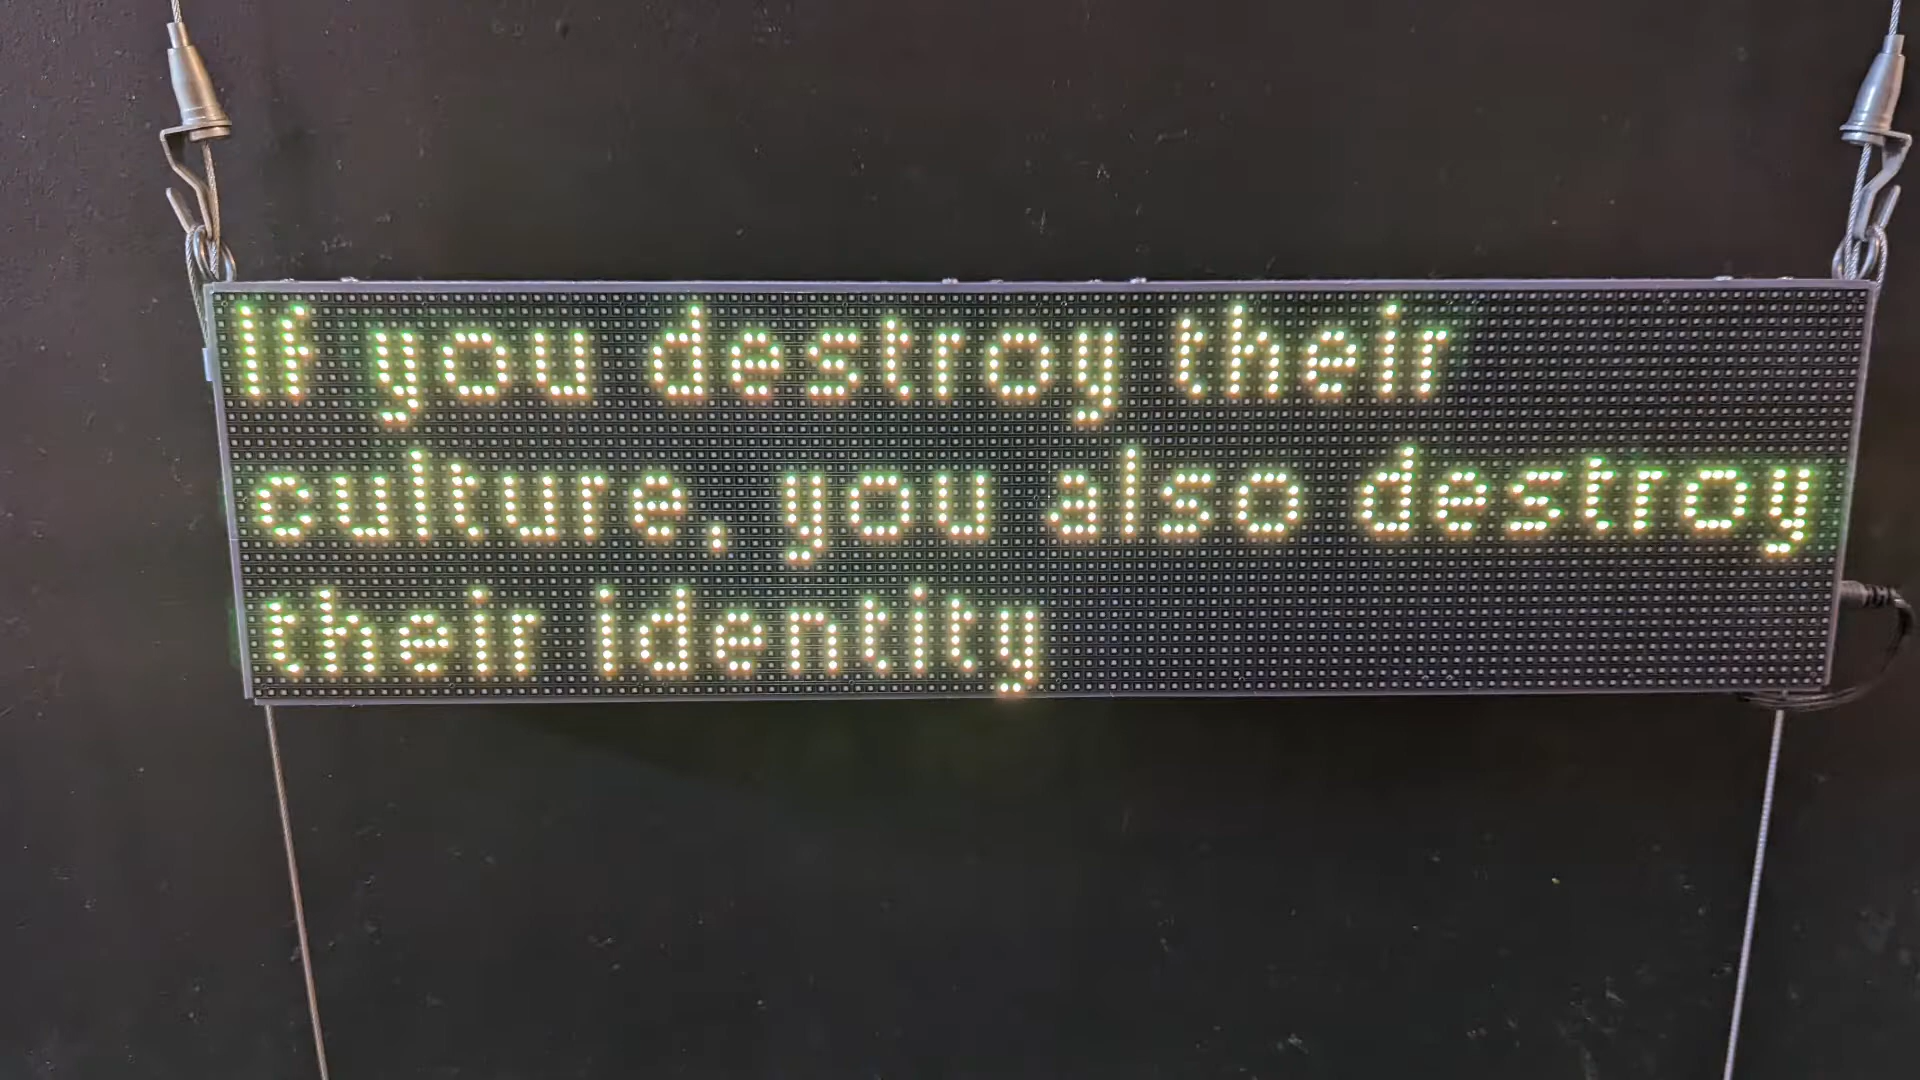 If you destroy their
culture, you also destroy
their identity